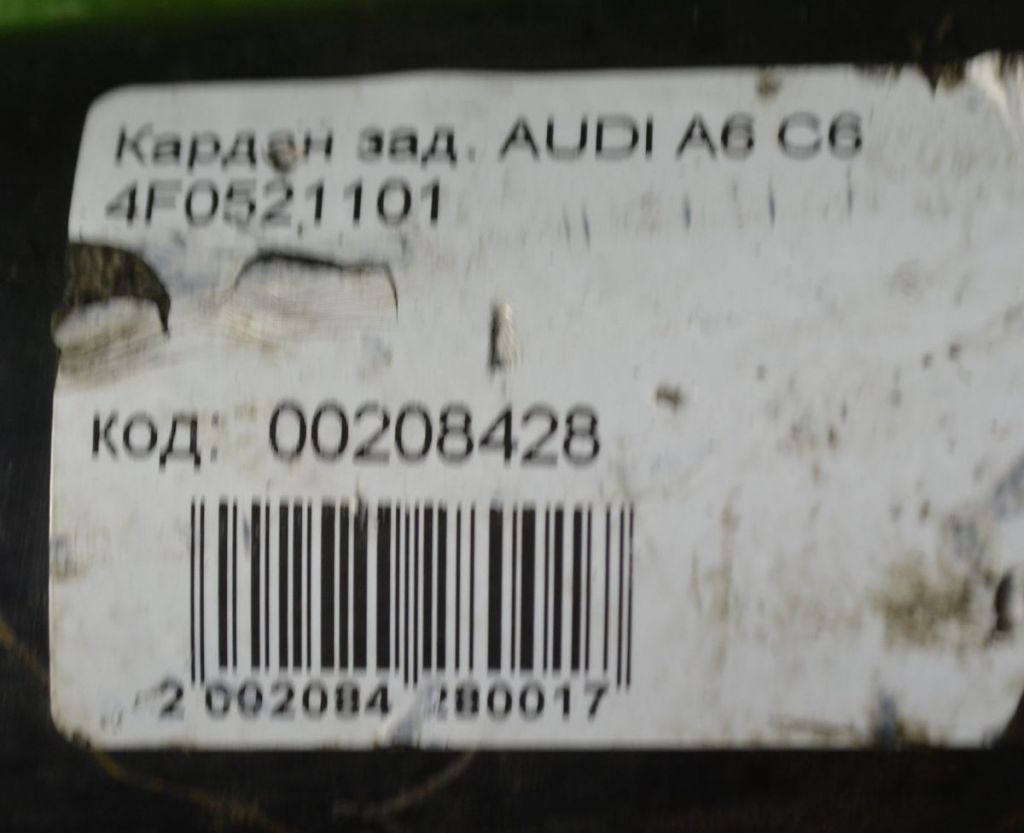 Кардан зад. AUDI A6 C6
4F0521101
код: 00208428
2 002084 280017